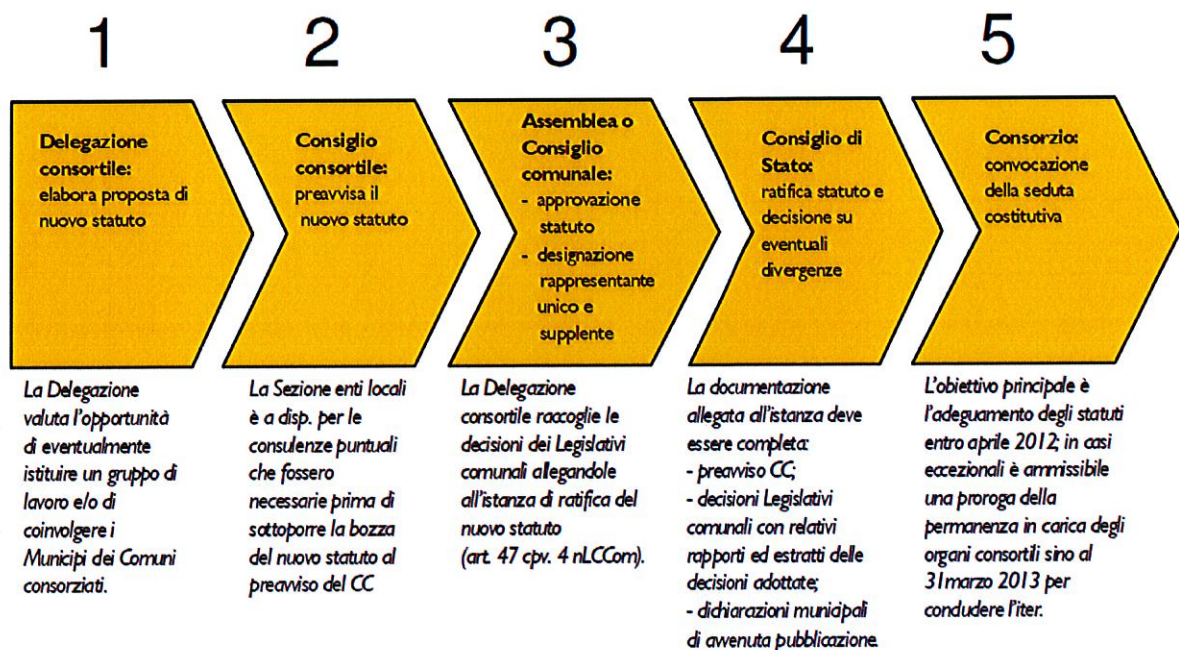 1
Delegazione
consortile:
elabora proposta di
nuovo statuto
La Delegazione
valuta l'opportunità
di eventualmente
istituire un gruppo di
lavoro e/o di
coinvolgere i
Municipi dei Comuni
consorziati.
2
Consiglio
consortile:
preavvisa il
nuovo statuto
La Sezione enti locali
è a disp. per le
consulenze puntuali
che fossero
necessarie prima di
sottoporre la bozza
del nuovo statuto al
preavviso del CC
3
Assemblea o
Consiglio
comunale:
- approvazione
statuto
- designazione
rappresentante
unico e
supplente
La Delegazione
consortile raccoglie le
decisioni dei Legislativi
comunali allegandole
all'istanza di ratifica del
nuovo statuto
(art. 47 cpv. 4 nLCCom).
4
Consiglio di
Stato:
ratifica statuto e
decisione su
eventuali
divergenze
La documentazione
allegata all'istanza deve
essere completa:
- preavviso CC;
- decisioni Legislativi
comunali con relativi
rapporti ed estratti delle
decisioni adottate;
- dichiarazioni municipali
di avvenuta pubblicazione.
5
Consorzio:
convocazione
della seduta
costitutiva
L'obiettivo principale è
l'adeguamento degli statuti
entro aprile 2012; in casi
eccezionali è ammissibile
una proroga della
permanenza in carica degli
organi consortili sino al
31marzo 2013 per
concludere l'iter.